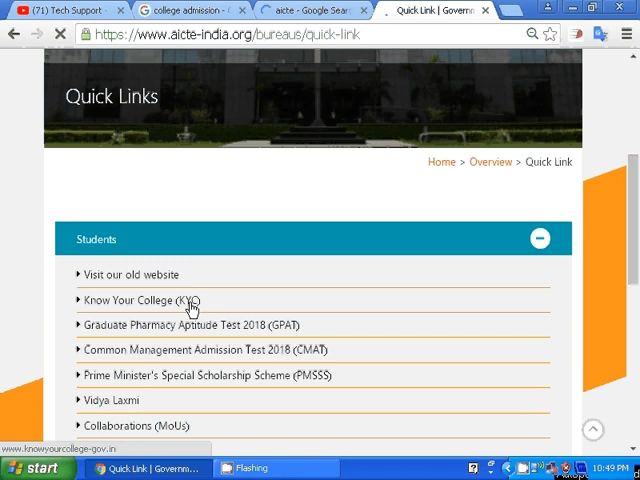 (71) Tech Support -
college admission - G
aicte - Google Sear
Quick Link | Governm
https://www.aicte-india.org/bureaus/quick-link
Quick Links
Home > Overview > Quick Link
Students
Visit our old website
Know Your College (KYC)
Graduate Pharmacy Aptitude Test 2018 (GPAT)
Common Management Admission Test 2018 (CMAT)
Prime Minister's Special Scholarship Scheme (PMSSS)
Vidya Laxmi
Collaborations (MoUs)
www.knowyourcollege-gov.in
start
Quick Link | Governm...
Flashing
10:49 PM